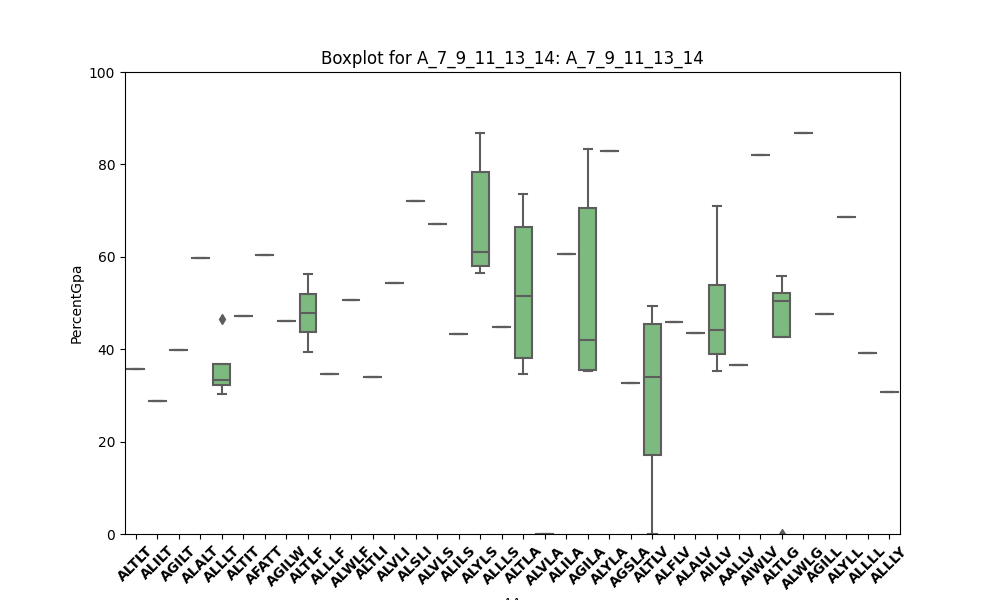 Boxplot for A_7_9_11_13_14: A_7_9_11_13_14
100
80
60
40
20
0
PercentGpa
ALTLT ALILT AGILT ALALT ALLLT ALTIT AFATT AGILW ALTLF ALLLF ALWLF ALTLI ALVLI ALSLI ALVLS ALILS ALYLS ALLLS ALTLA ALVLA ALILA AGILA ALYLA AGSLA ALTLV ALFLV ALALV AILLV AALLV AIWLV ALTLG ALWLG AGILL ALYLL ALLLL ALLLY